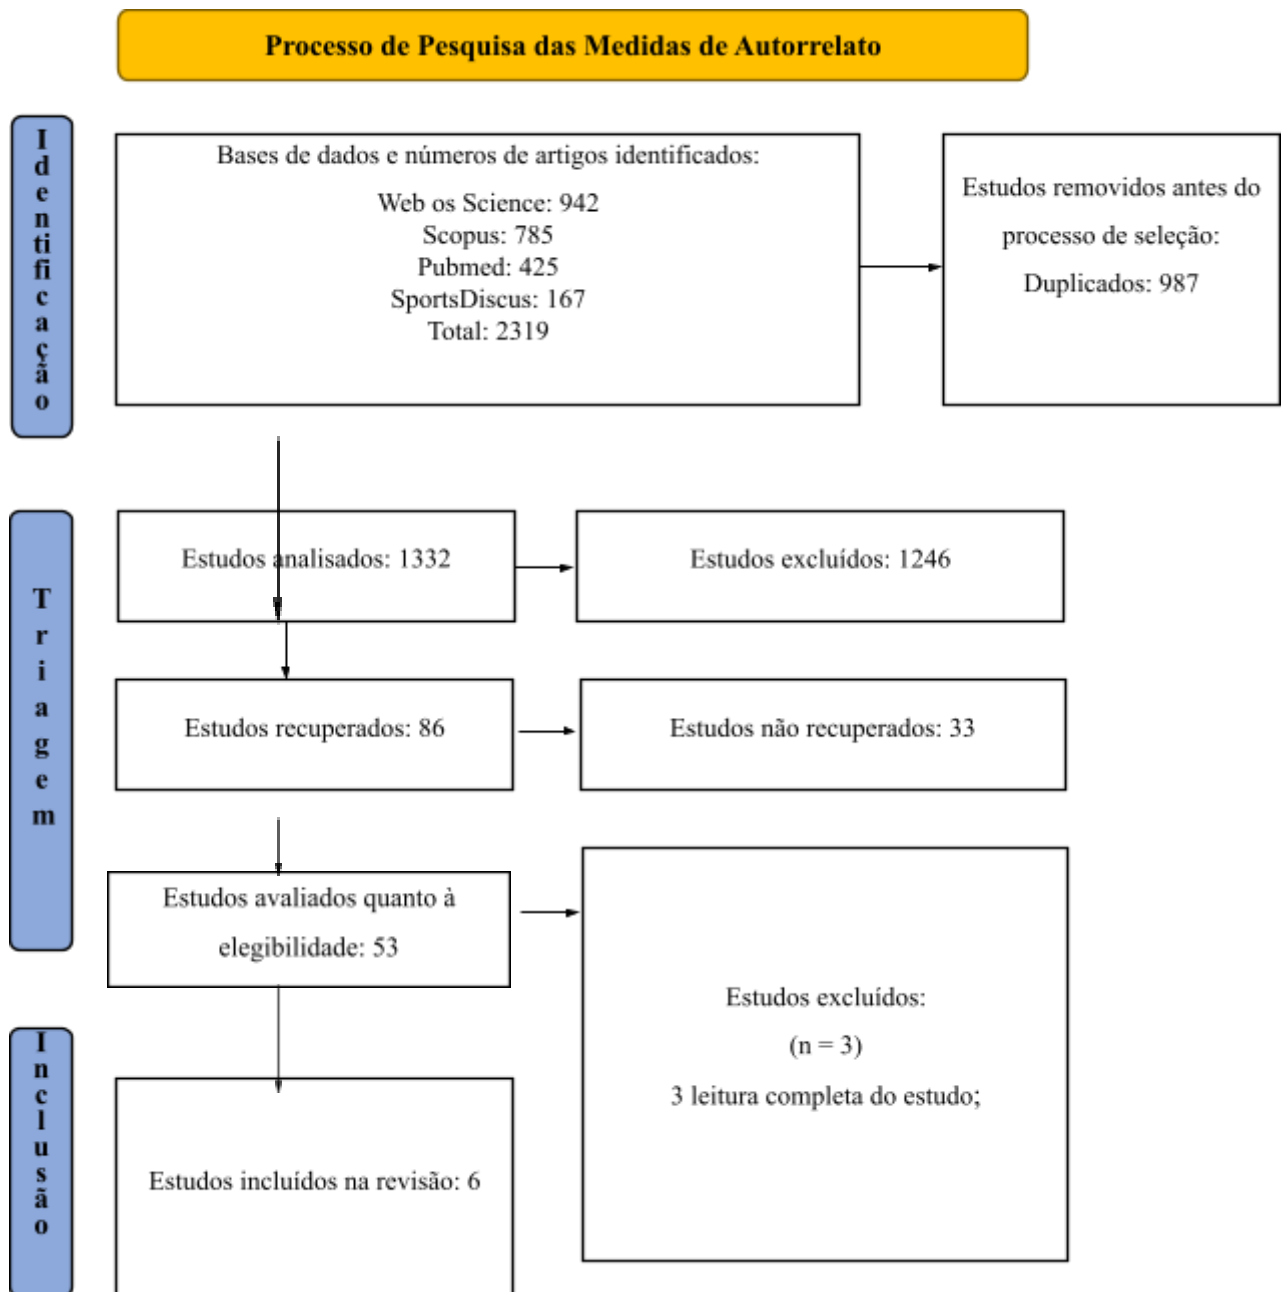 Processo de Pesquisa das Medidas de Autorrelato
Identificação
Bases de dados e números de artigos identificados:
Web os Science: 942
Scopus: 785
Pubmed: 425
SportsDiscus: 167
Total: 2319
Estudos removidos antes do
processo de seleção:
Duplicados: 987
Triagem
Estudos analisados: 1332
Estudos excluídos: 1246
Estudos recuperados: 86
Estudos não recuperados: 33
Estudos avaliados quanto à
elegibilidade: 53
Estudos excluídos:
(n = 3)
3 leitura completa do estudo;
Inclusão
Estudos incluídos na revisão: 6